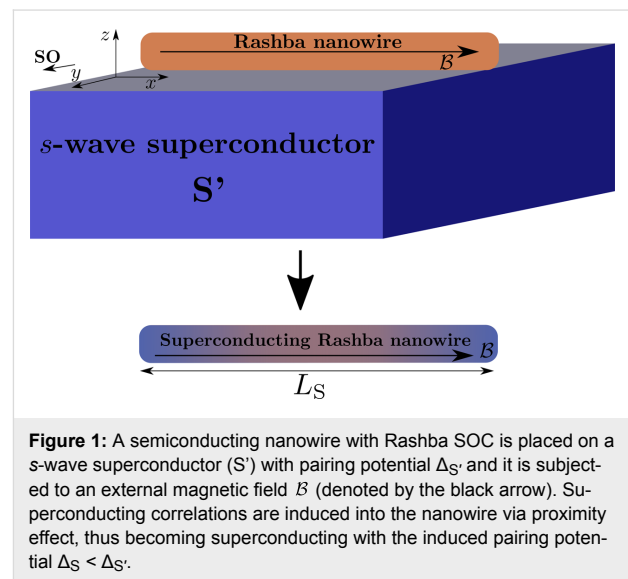 Rashba nanowire
z
ℬ
SO
y
x
s-wave superconductor
S'
Superconducting Rashba nanowire
ℬ
L_S
Figure 1: A semiconducting nanowire with Rashba SOC is placed on a
s-wave superconductor (S') with pairing potential Δ_S' and it is subject-
ed to an external magnetic field ℬ (denoted by the black arrow). Su-
perconducting correlations are induced into the nanowire via proximity
effect, thus becoming superconducting with the induced pairing poten-
tial Δ_S < Δ_S'.